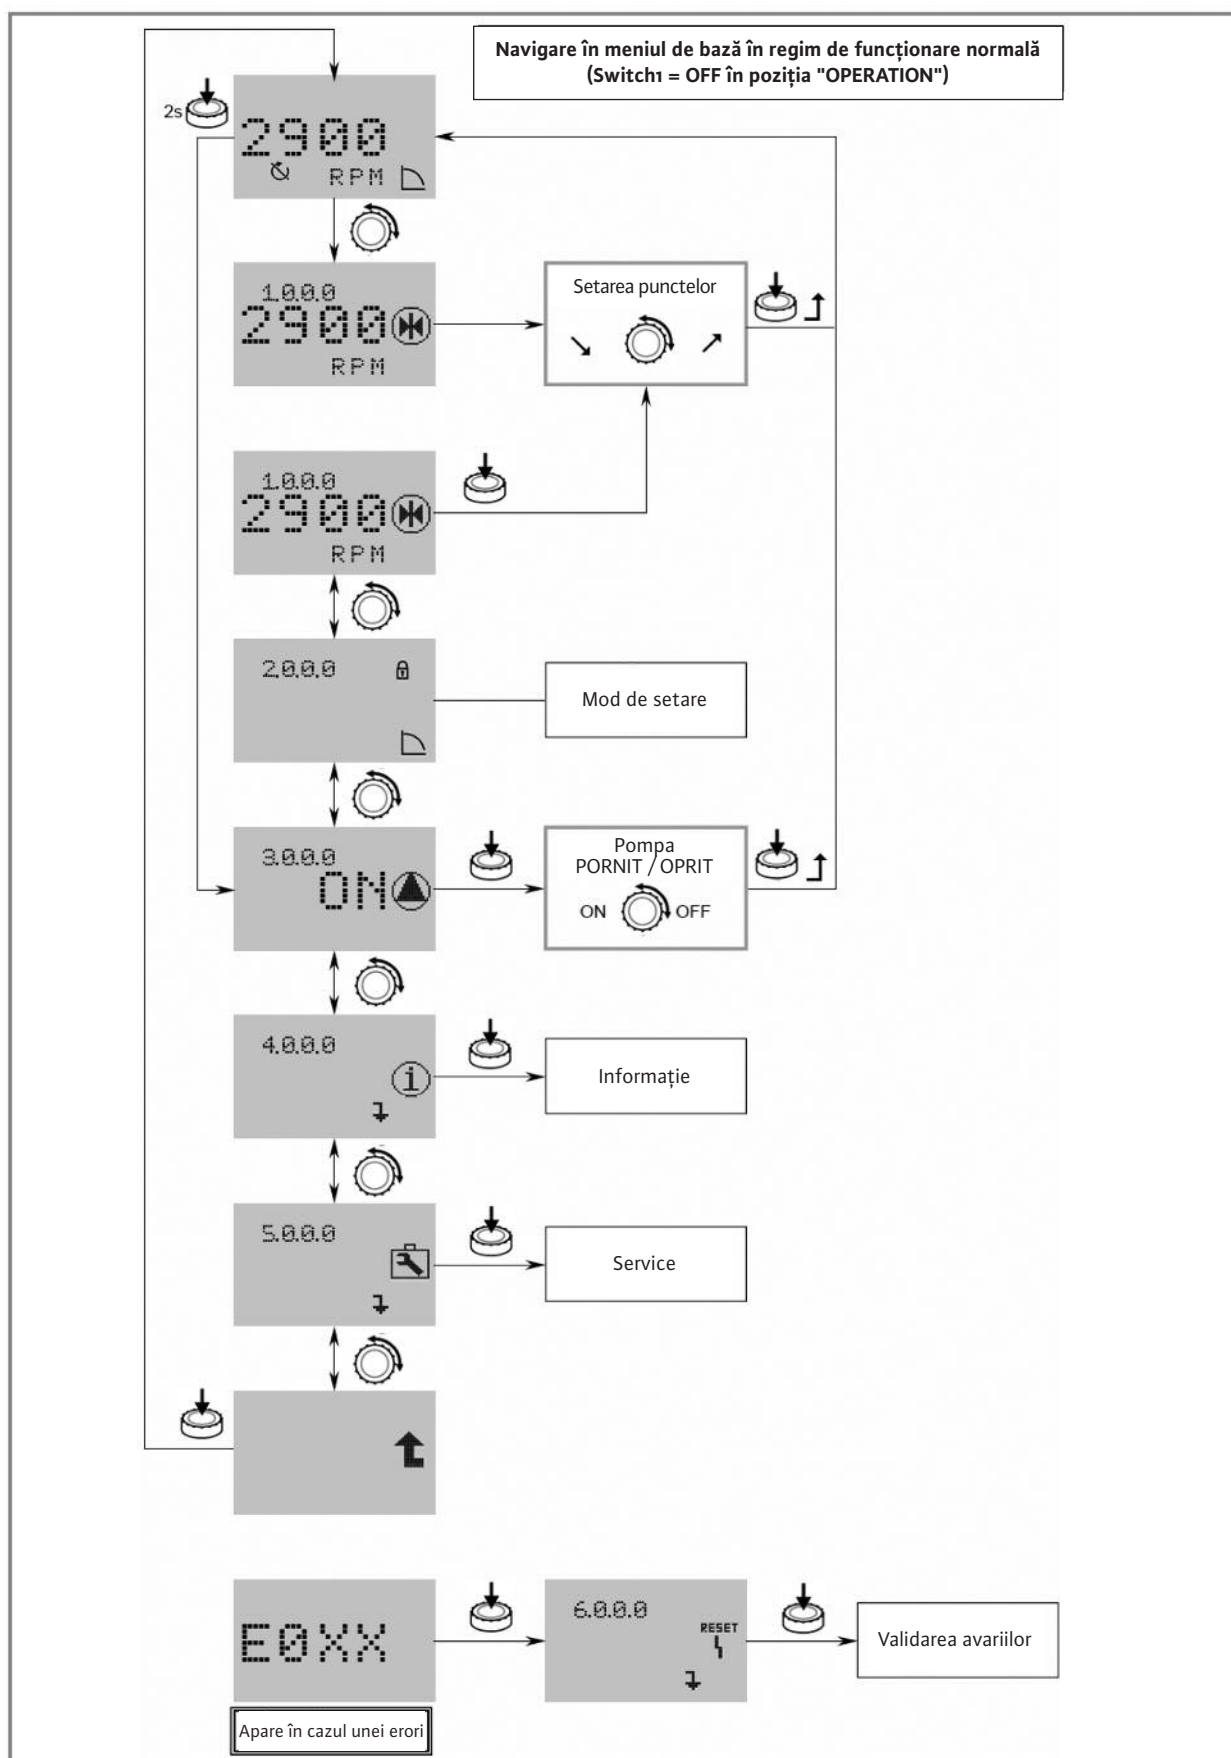 Navigare în meniul de bază în regim de funcționare normală
(Switch1 = OFF în poziția "OPERATION")
2s
2900
RPM
1.0.0.0
2900
RPM
Setarea punctelor
1.0.0.0
2900
RPM
2.0.0.0
Mod de setare
3.0.0.0
ON
Pompa
PORNIT / OPRIT
ON OFF
4.0.0.0
i
Informație
5.0.0.0
Service
E0XX
6.0.0.0
RESET
Validarea avariilor
Apare în cazul unei erori